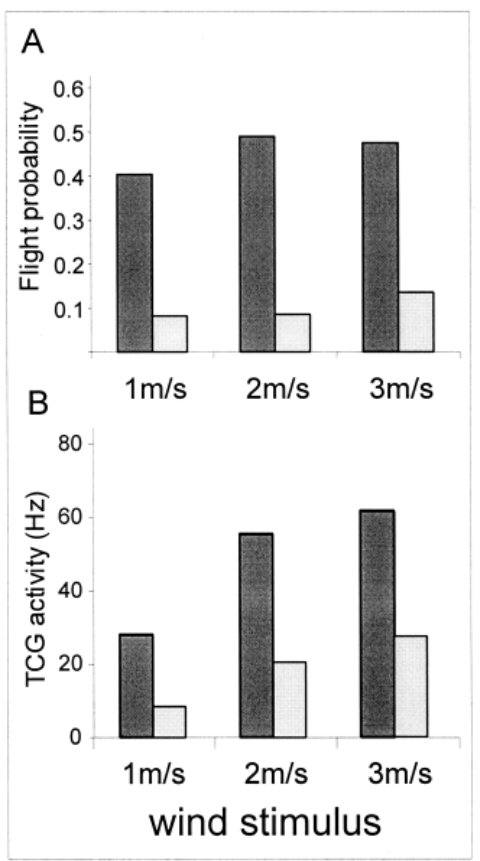 A
Flight probability
0.6
0.5
0.4
0.3
0.2
0.1
1m/s 2m/s 3m/s
B
TCG activity (Hz)
80
60
40
20
0
1m/s 2m/s 3m/s
wind stimulus